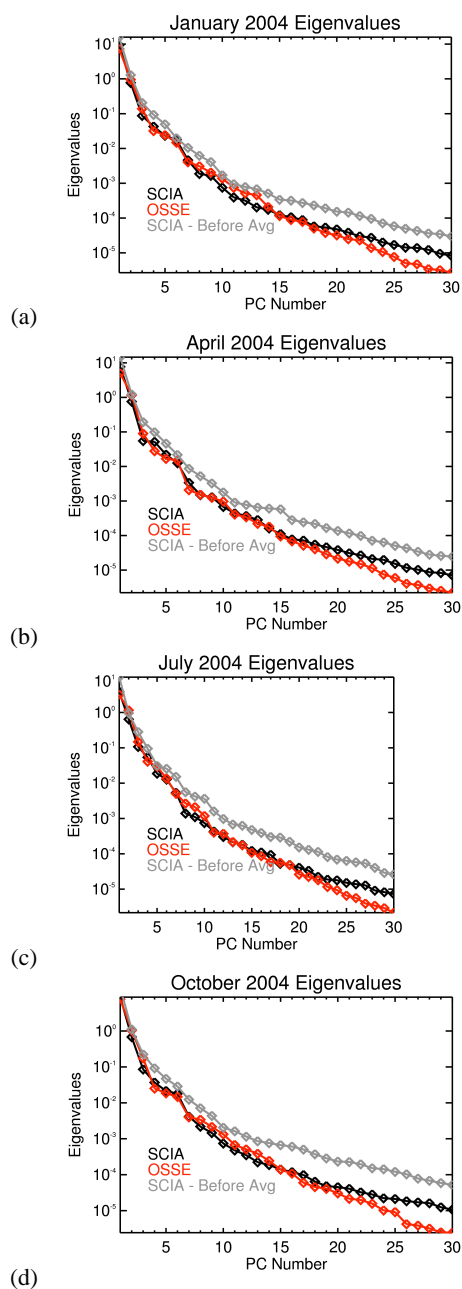 January 2004 Eigenvalues
10¹
10⁰
10⁻¹
10⁻²
10⁻³
10⁻⁴
10⁻⁵
Eigenvalues
SCIA
OSSE
SCIA - Before Avg
5 10 15 20 25 30
PC Number
(a)
April 2004 Eigenvalues
10¹
10⁰
10⁻¹
10⁻²
10⁻³
10⁻⁴
10⁻⁵
Eigenvalues
SCIA
OSSE
SCIA - Before Avg
5 10 15 20 25 30
PC Number
(b)
July 2004 Eigenvalues
10¹
10⁰
10⁻¹
10⁻²
10⁻³
10⁻⁴
10⁻⁵
Eigenvalues
SCIA
OSSE
SCIA - Before Avg
5 10 15 20 25 30
PC Number
(c)
October 2004 Eigenvalues
10⁰
10⁻¹
10⁻²
10⁻³
10⁻⁴
10⁻⁵
Eigenvalues
SCIA
OSSE
SCIA - Before Avg
5 10 15 20 25 30
PC Number
(d)